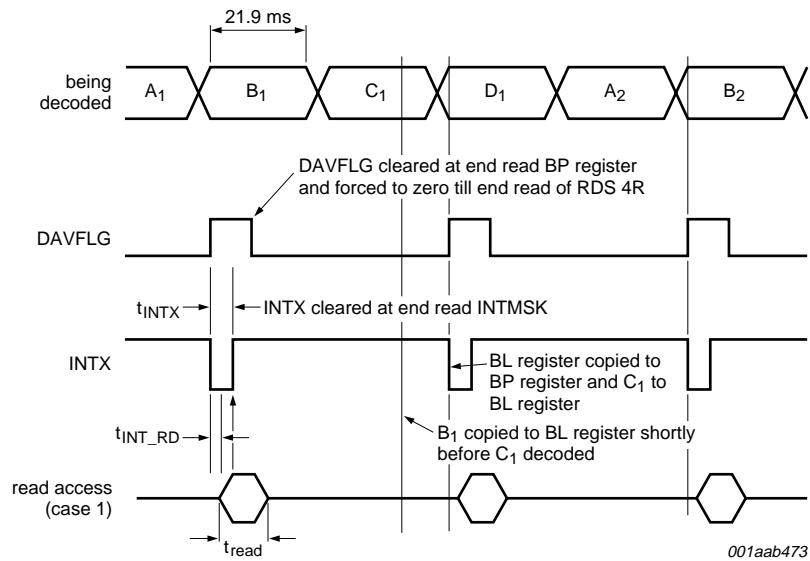 21.9 ms
being
decoded
A1 B1 C1 D1 A2 B2
DAVFLG cleared at end read BP register
and forced to zero till end read of RDS 4R
DAVFLG
tINTX
INTX cleared at end read INTMSK
INTX
BL register copied to
BP register and C1 to
BL register
tINT_RD
B1 copied to BL register shortly
before C1 decoded
read access
(case 1)
tread
001aab473